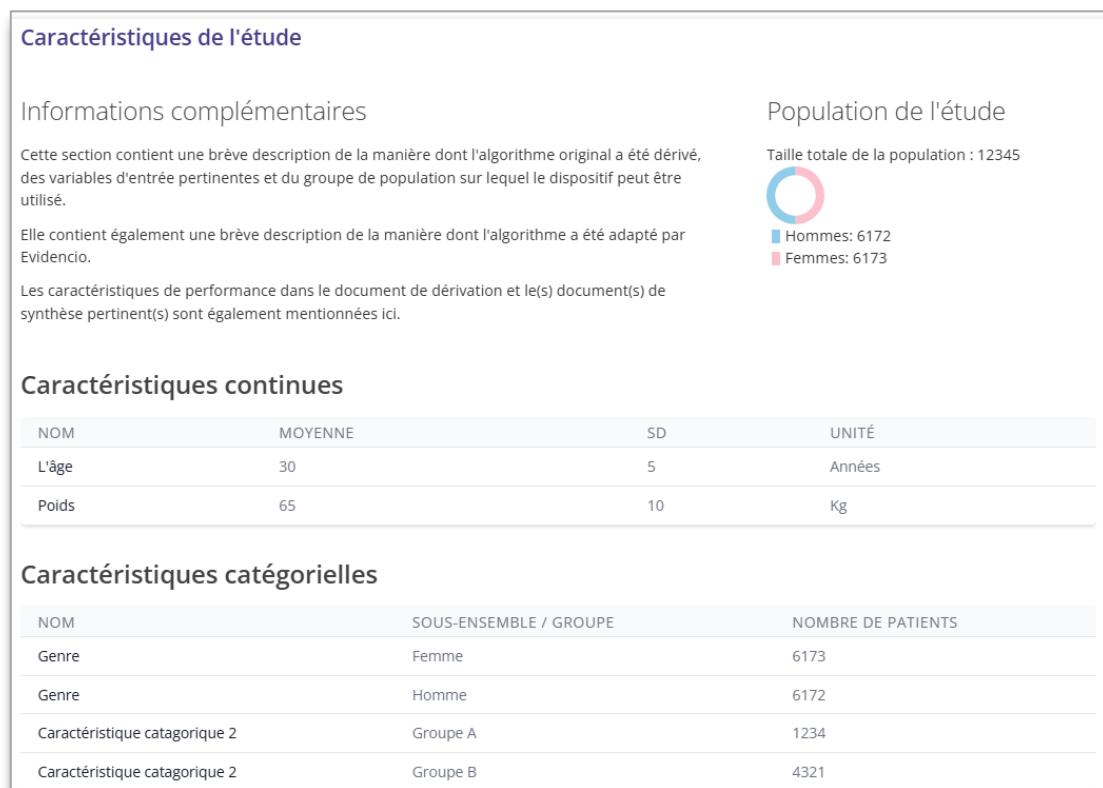 Caractéristiques de l'étude
Informations complémentaires
Cette section contient une brève description de la manière dont l'algorithme original a été dérivé,
des variables d'entrée pertinentes et du groupe de population sur lequel le dispositif peut être
utilisé.
Elle contient également une brève description de la manière dont l'algorithme a été adapté par
Evidencio.
Les caractéristiques de performance dans le document de dérivation et le(s) document(s) de
synthèse pertinent(s) sont également mentionnées ici.
Population de l'étude
Taille totale de la population : 12345
Hommes: 6172
Femmes: 6173
Caractéristiques continues
NOM MOYENNE SD UNITÉ
L'âge 30 5 Années
Poids 65 10 Kg
Caractéristiques catégorielles
NOM SOUS-ENSEMBLE / GROUPE NOMBRE DE PATIENTS
Genre Femme 6173
Genre Homme 6172
Caractéristique catagorique 2 Groupe A 1234
Caractéristique catagorique 2 Groupe B 4321